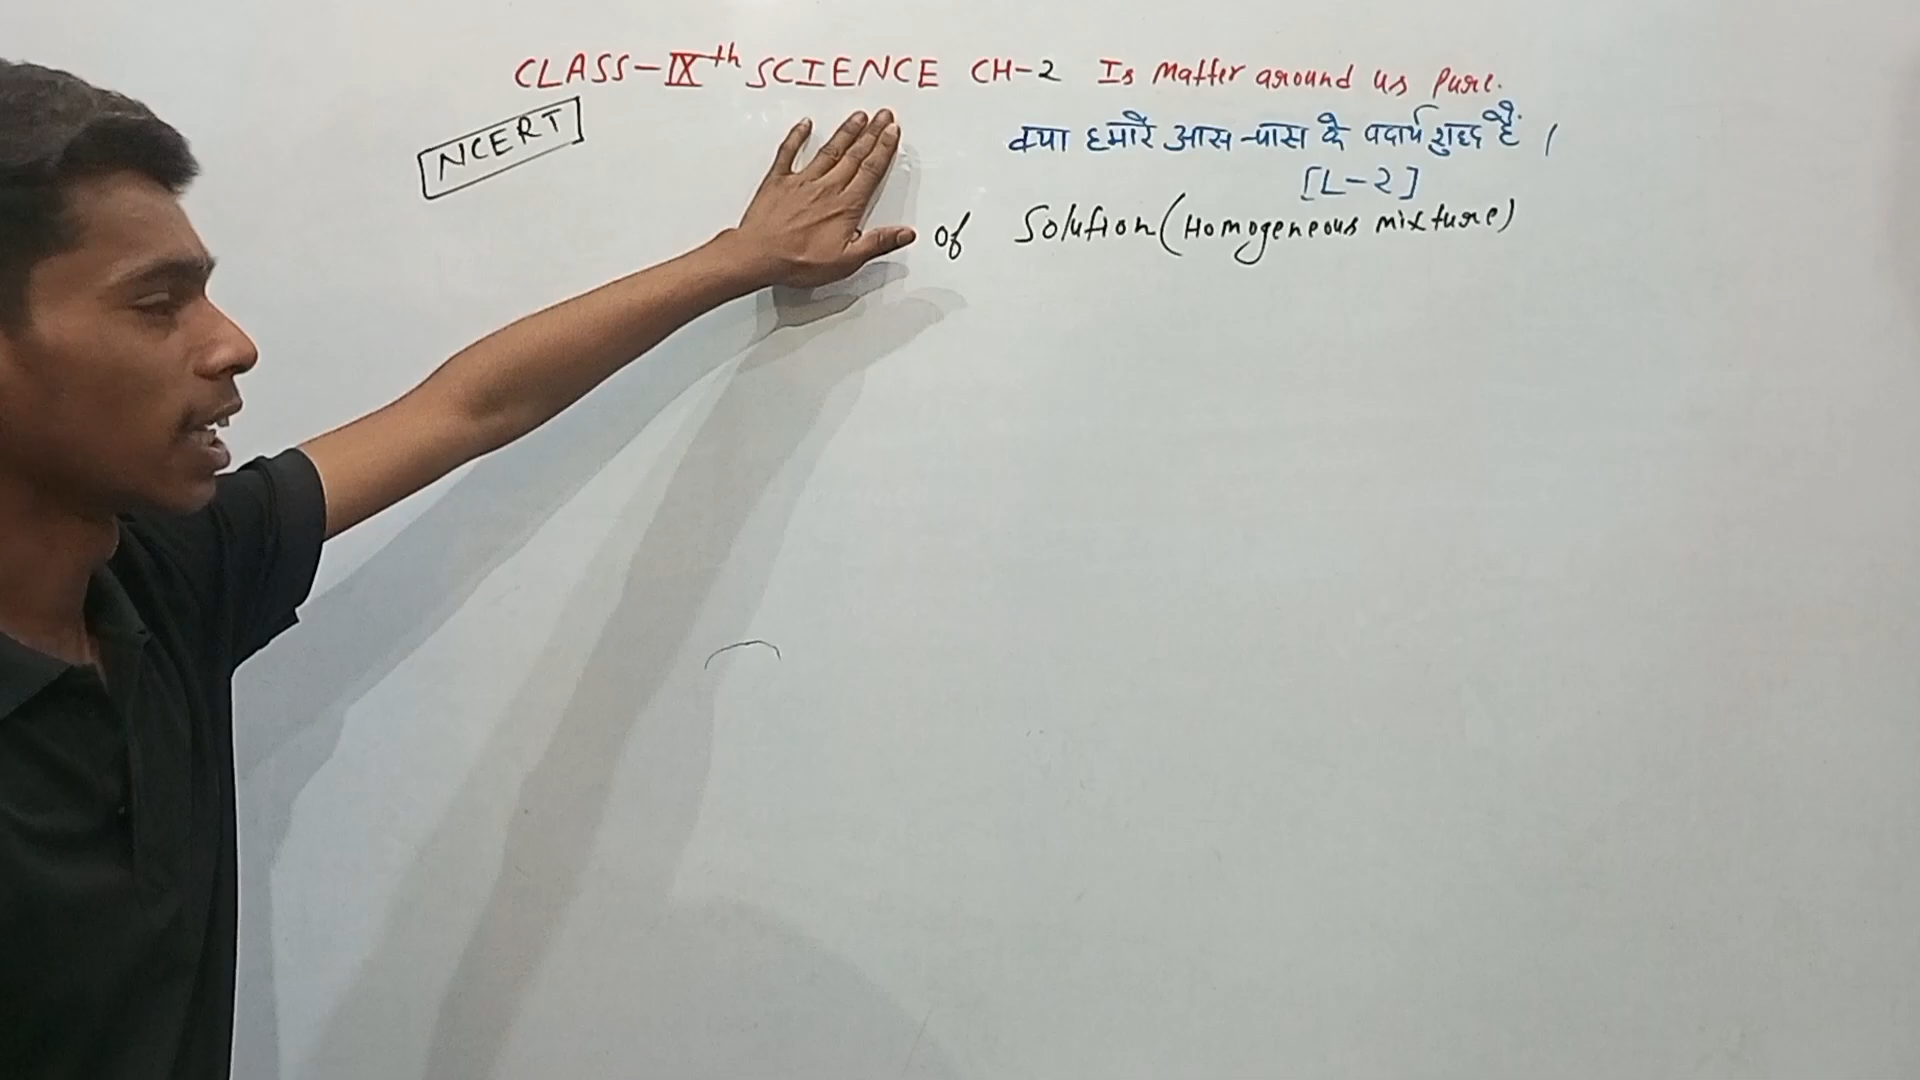 CLASS-IXth SCIENCE CH-2 Is Matter around us Pure.
NCERT
क्या हमारे आस-पास के पदार्थ शुद्ध हैं ।
[L-2]
of Solution (Homogeneous mixture)